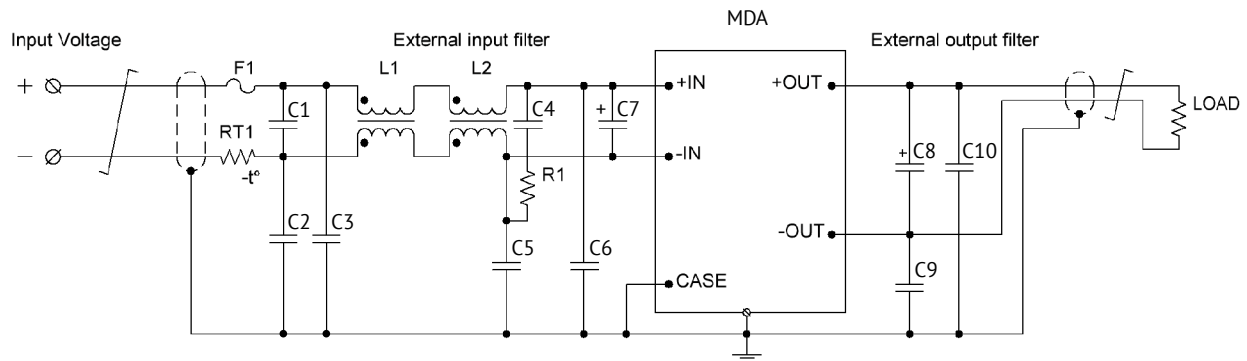 MDA
Input Voltage
External input filter
External output filter
F1
L1
L2
+
+IN
+OUT
C1
C4
+
C7
LOAD
RT1
−
-IN
-t°
R1
+
C8
C10
C2
C3
-OUT
C5
C6
C9
CASE